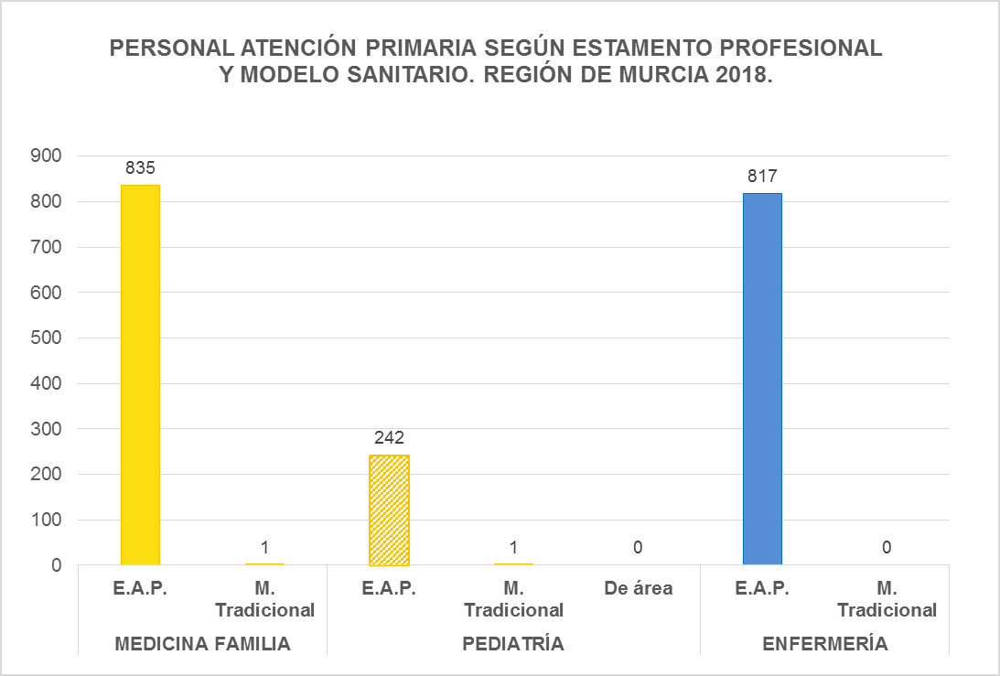 PERSONAL ATENCIÓN PRIMARIA SEGÚN ESTAMENTO PROFESIONAL
Y MODELO SANITARIO. REGIÓN DE MURCIA 2018.
900
800
700
600
500
400
300
200
100
0
835
1
242
1
0
817
0
E.A.P.
M.
Tradicional
E.A.P.
M.
Tradicional
De área
E.A.P.
M.
Tradicional
MEDICINA FAMILIA
PEDIATRÍA
ENFERMERÍA